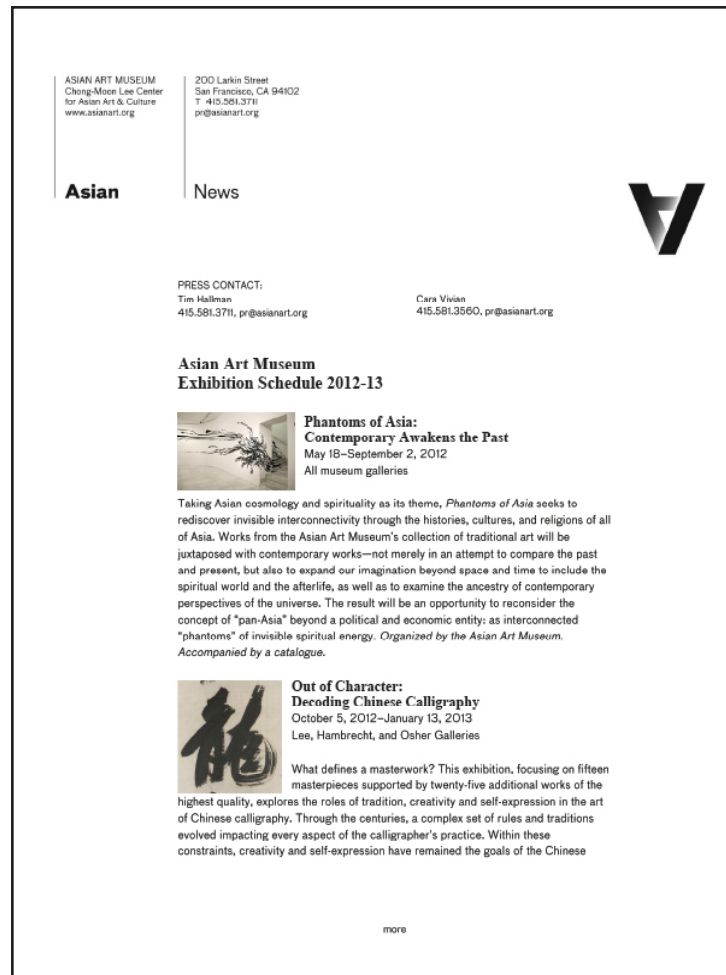 ASIAN ART MUSEUM
Chong-Moon Lee Center
for Asian Art & Culture
www.asianart.org
200 Larkin Street
San Francisco, CA 94102
T 415.581.3711
pr@asianart.org
Asian
News
PRESS CONTACT:
Tim Hallman
415.581.3711, pr@asianart.org
Cara Vivian
415.581.3560, pr@asianart.org
Asian Art Museum
Exhibition Schedule 2012-13
Phantoms of Asia:
Contemporary Awakens the Past
May 18–September 2, 2012
All museum galleries
Taking Asian cosmology and spirituality as its theme, Phantoms of Asia seeks to
rediscover invisible interconnectivity through the histories, cultures, and religions of all
of Asia. Works from the Asian Art Museum's collection of traditional art will be
juxtaposed with contemporary works—not merely in an attempt to compare the past
and present, but also to expand our imagination beyond space and time to include the
spiritual world and the afterlife, as well as to examine the ancestry of contemporary
perspectives of the universe. The result will be an opportunity to reconsider the
concept of "pan-Asia" beyond a political and economic entity: as interconnected
"phantoms" of invisible spiritual energy. Organized by the Asian Art Museum.
Accompanied by a catalogue.
Out of Character:
Decoding Chinese Calligraphy
October 5, 2012–January 13, 2013
Lee, Hambrecht, and Osher Galleries
What defines a masterwork? This exhibition, focusing on fifteen
masterpieces supported by twenty-five additional works of the
highest quality, explores the roles of tradition, creativity and self-expression in the art
of Chinese calligraphy. Through the centuries, a complex set of rules and traditions
evolved impacting every aspect of the calligrapher's practice. Within these
constraints, creativity and self-expression have remained the goals of the Chinese
more